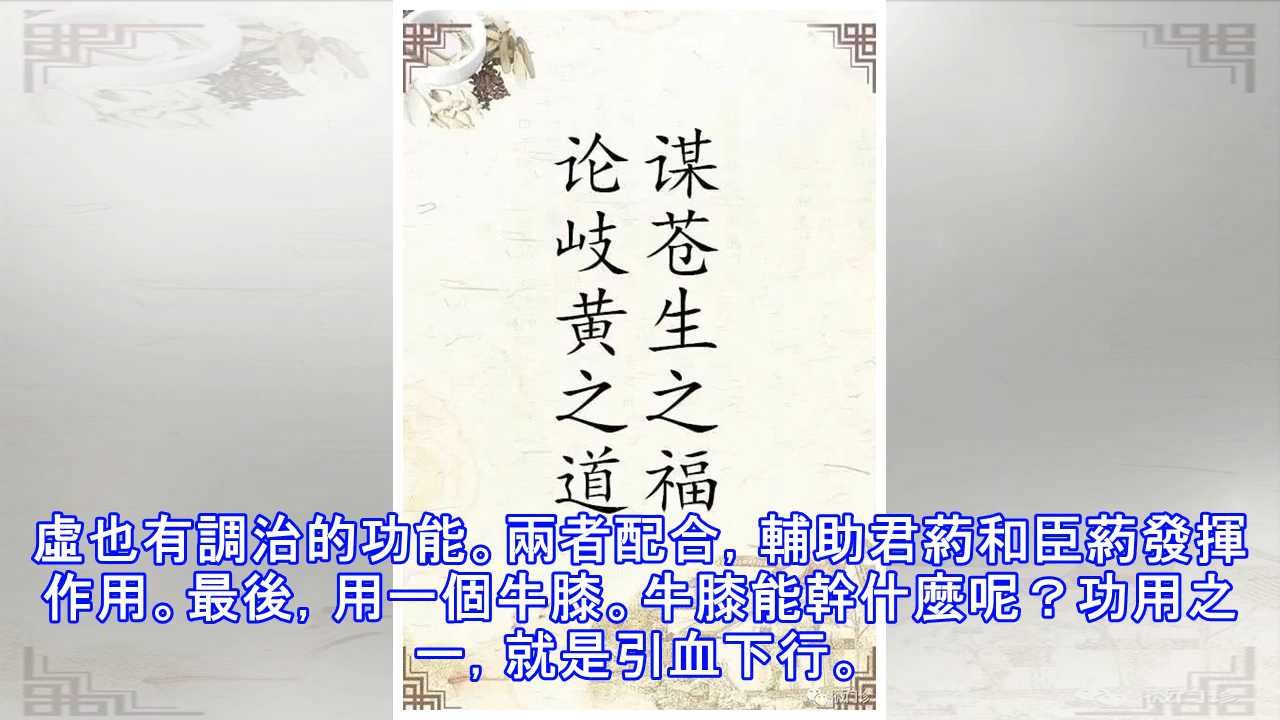 谋苍生之福
论岐黄之道
虛也有調治的功能。兩者配合，輔助君葯和臣葯發揮
作用。最後，用一個牛膝。牛膝能幹什麼呢？功用之
一，就是引血下行。